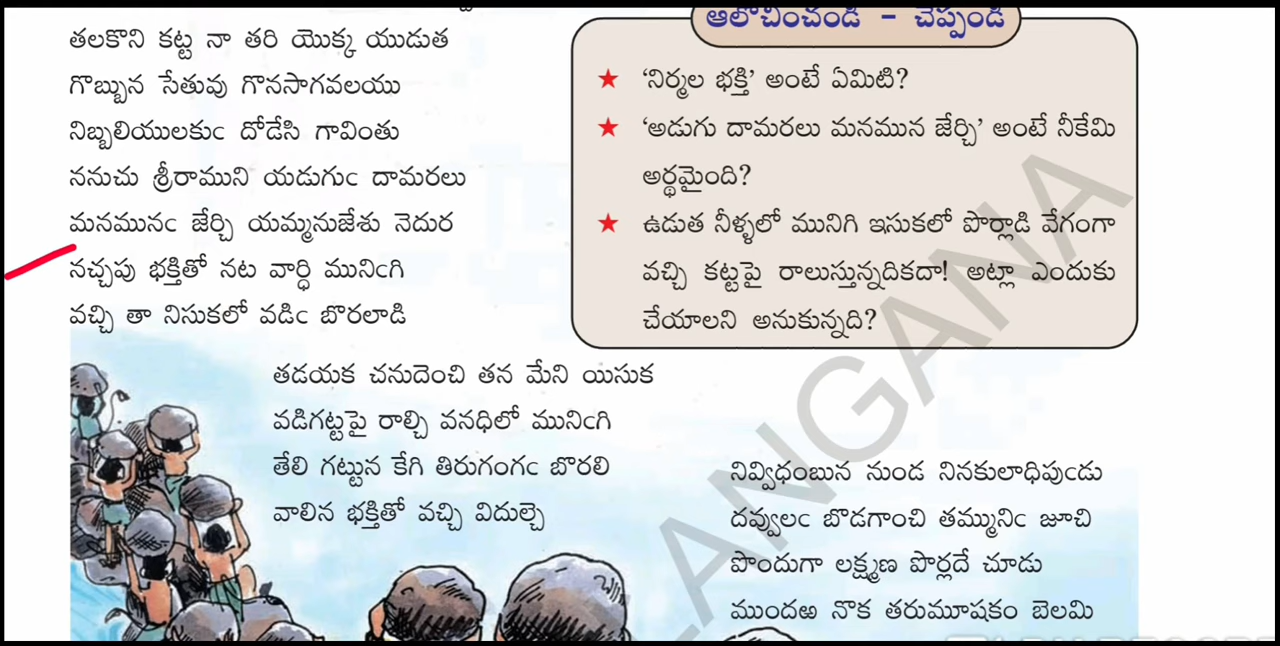 తలకొని కట్ట నా తరి యొక్క యుడుత
గొబ్బున సేతువు గొనసాగవలయు
నిబ్బలియులకుఁ దోడేసి గావింతు
ననుచు శ్రీరాముని యడుగుఁ దామరలు
మనమునఁ జేర్చి యమ్మనుజేశు నెదుర
నచ్చపు భక్తితో నట వార్ధి మునిఁగి
వచ్చి తా నిసుకలో వడిఁ బొరలాడి
తడయక చనుదెంచి తన మేని యిసుక
వడిగట్టపై రాల్చి వనధిలో మునిఁగి
తేలి గట్టున కేగి తిరుగంగఁ బొరలి
వాలిన భక్తితో వచ్చి విదుల్చె
నివ్విధంబున నుండ నినకులాధిపుఁడు
దవ్వులఁ బొడగాంచి తమ్మునిఁ జూచి
పొందుగా లక్ష్మణ పొర్లదే చూడు
ముందఱ నొక తరుమూషకం బెలమి
ఆలోచించండి - చెప్పండి
★ ‘నిర్మల భక్తి’ అంటే ఏమిటి?
★ ‘అడుగు దామరలు మనమున జేర్చి’ అంటే నీకేమి
అర్థమైంది?
★ ఉడుత నీళ్ళలో మునిగి ఇసుకలో పొర్లాడి వేగంగా
వచ్చి కట్టపై రాలుస్తున్నదికదా! అట్లా ఎందుకు
చేయాలని అనుకున్నది?
LANGANA